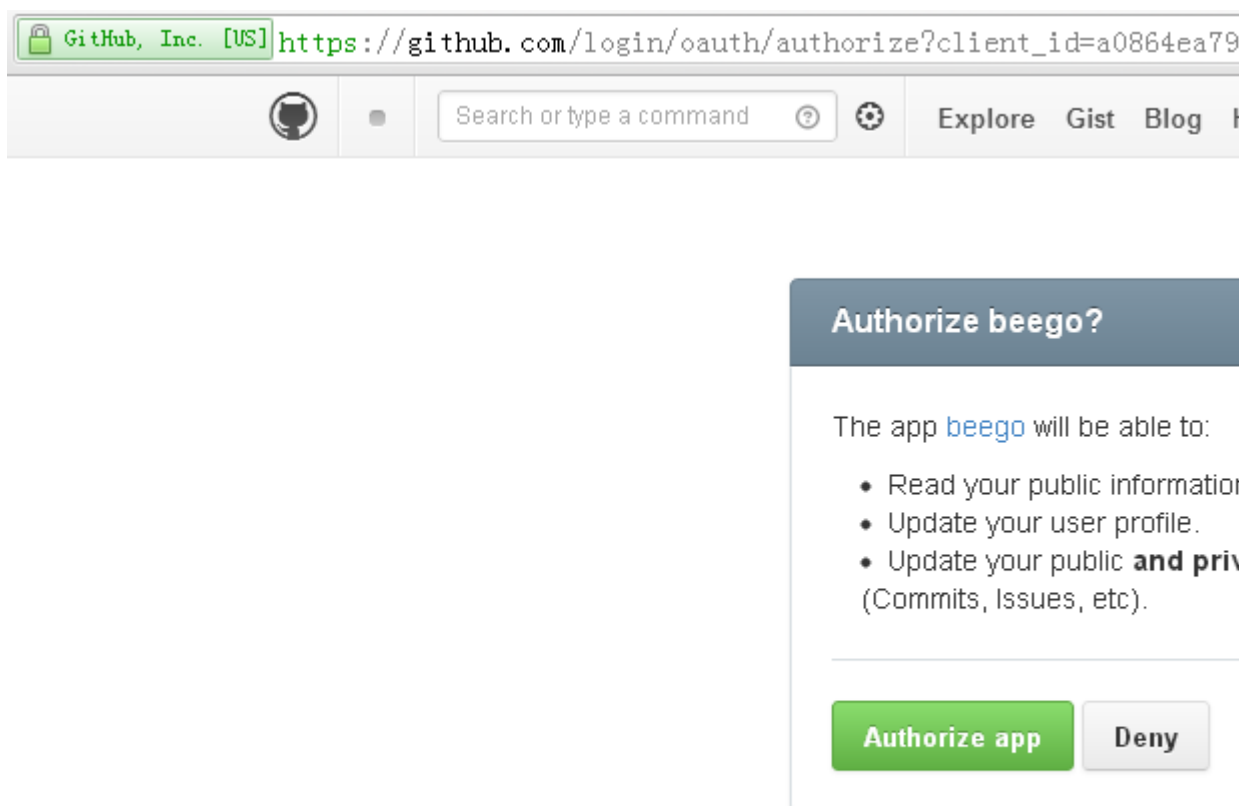 GitHub, Inc. [US] https://github.com/login/oauth/authorize?client_id=a0864ea79
Search or type a command ? Explore Gist Blog
Authorize beego?
The app beego will be able to:
• Read your public information
• Update your user profile.
• Update your public and priv
(Commits, Issues, etc).
Authorize app Deny